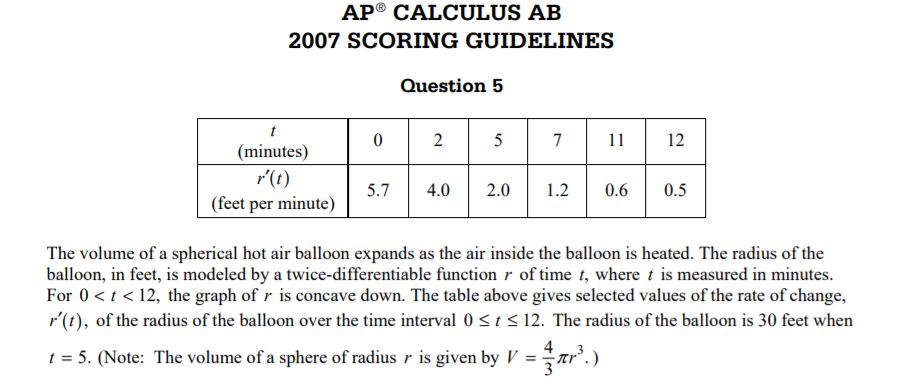 AP® CALCULUS AB
2007 SCORING GUIDELINES
Question 5
t
(minutes) 0 2 5 7 11 12
r′(t)
(feet per minute) 5.7 4.0 2.0 1.2 0.6 0.5
The volume of a spherical hot air balloon expands as the air inside the balloon is heated. The radius of the
balloon, in feet, is modeled by a twice-differentiable function r of time t, where t is measured in minutes.
For 0 < t < 12, the graph of r is concave down. The table above gives selected values of the rate of change,
r′(t), of the radius of the balloon over the time interval 0 ≤ t ≤ 12. The radius of the balloon is 30 feet when
t = 5. (Note: The volume of a sphere of radius r is given by V = 4/3 πr³.)